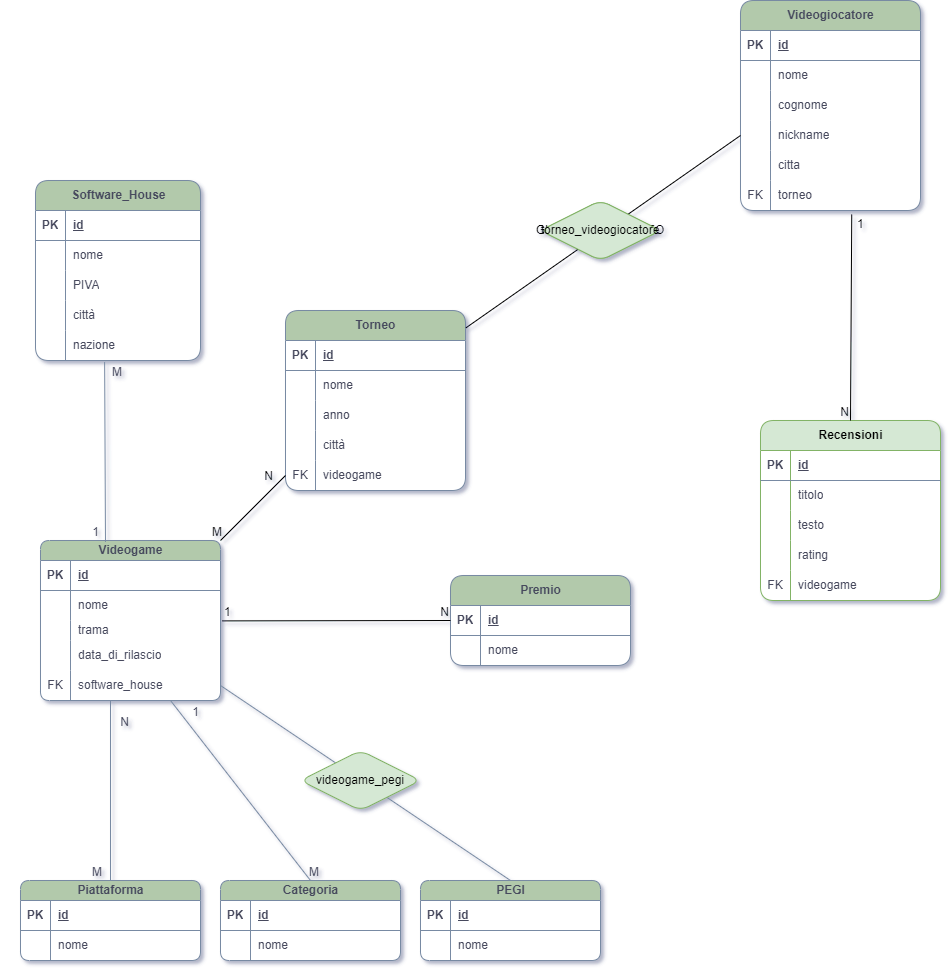 Videogiocatore
PK id
nome
cognome
nickname
citta
FK torneo
1
torneo_videogiocatore
Software_House
PK id
nome
PIVA
città
nazione
M
1
Torneo
PK id
nome
anno
città
FK videogame
N
M
N
Recensioni
PK id
titolo
testo
rating
FK videogame
Videogame
PK id
nome
trama
data_di_rilascio
FK software_house
1
N
Premio
PK id
nome
N
1
videogame_pegi
M
M
Piattaforma
PK id
nome
Categoria
PK id
nome
PEGI
PK id
nome